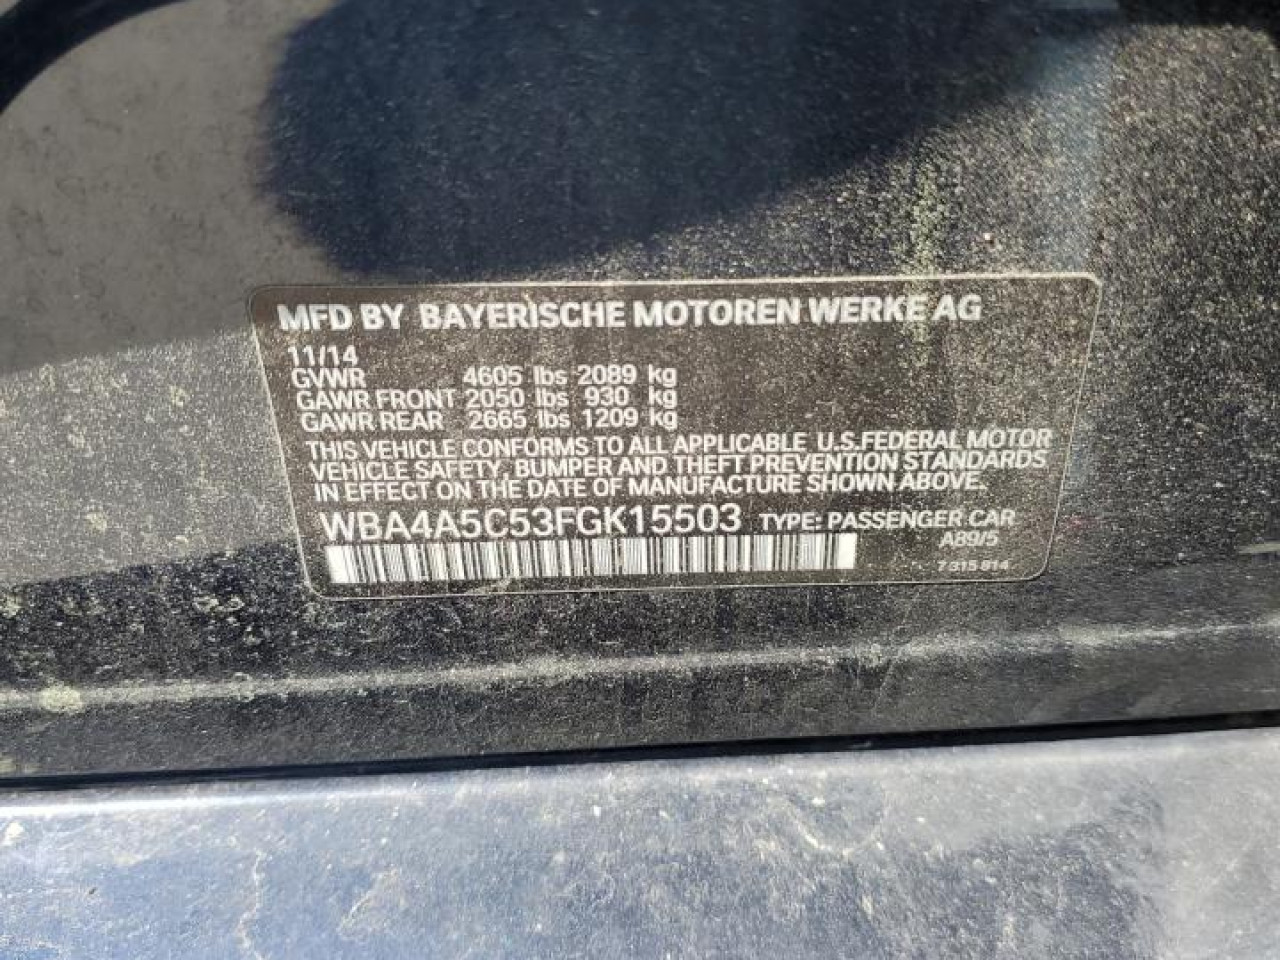 MFD BY BAYERISCHE MOTOREN WERKE AG
11/14
GVWR 4605 lbs 2089 kg
GAWR FRONT 2050 lbs 930 kg
GAWR REAR 2665 lbs 1209 kg
THIS VEHICLE CONFORMS TO ALL APPLICABLE U.S.FEDERAL MOTOR
VEHICLE SAFETY, BUMPER AND THEFT PREVENTION STANDARDS
IN EFFECT ON THE DATE OF MANUFACTURE SHOWN ABOVE.
WBA4A5C53FGK15503 TYPE: PASSENGER CAR
A89/5
7 315 814